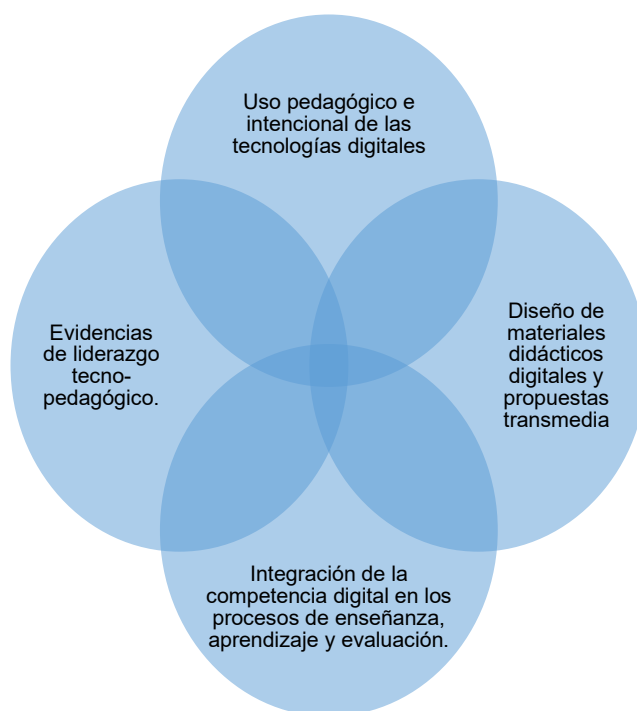 Uso pedagógico e
intencional de las
tecnologías digitales
Evidencias
de liderazgo
tecno-
pedagógico.
Diseño de
materiales
didácticos
digitales y
propuestas
transmedia
Integración de la
competencia digital en los
procesos de enseñanza,
aprendizaje y evaluación.